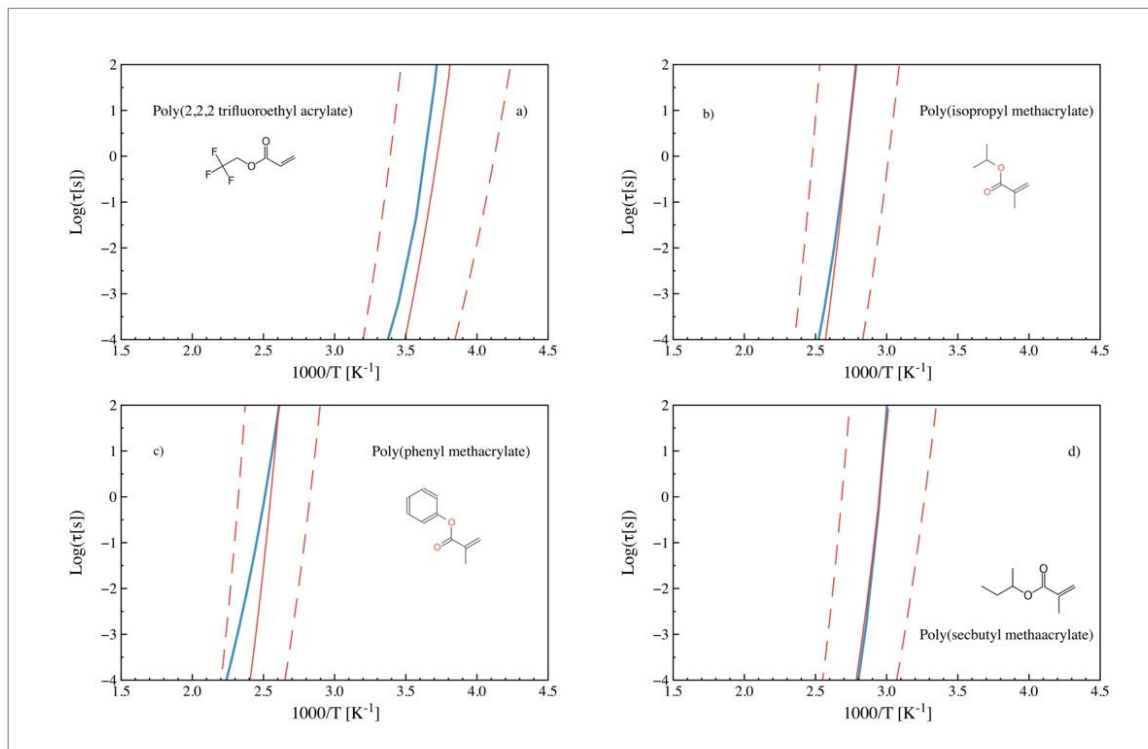 2
1
0
−1
−2
−3
−4
Log(τ[s])
Poly(2,2,2 trifluoroethyl acrylate)
a)
O
F
F
F
O
1.5 2.0 2.5 3.0 3.5 4.0 4.5
1000/T [K-1]
2
1
0
−1
−2
−3
−4
Log(τ[s])
b)
Poly(isopropyl methacrylate)
O
O
1.5 2.0 2.5 3.0 3.5 4.0 4.5
1000/T [K-1]
2
1
0
−1
−2
−3
−4
Log(τ[s])
c)
Poly(phenyl methacrylate)
O
O
1.5 2.0 2.5 3.0 3.5 4.0 4.5
1000/T [K-1]
2
1
0
−1
−2
−3
−4
Log(τ[s])
d)
O
O
Poly(secbutyl methaacrylate)
1.5 2.0 2.5 3.0 3.5 4.0 4.5
1000/T [K-1]